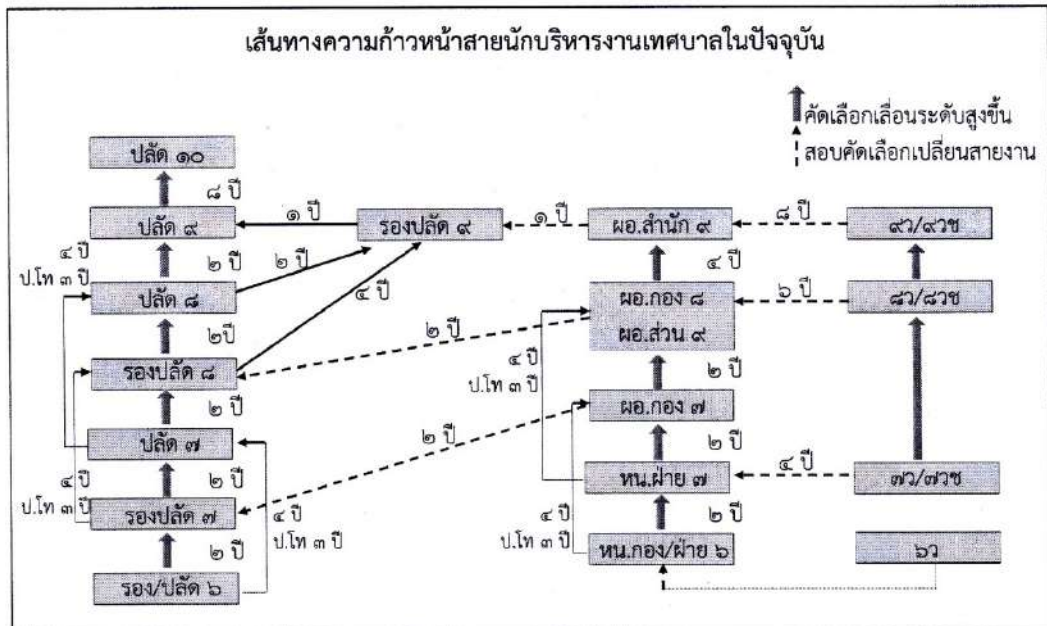 เส้นทางความก้าวหน้าสายนักบริหารงานเทศบาลในปัจจุบัน
คัดเลือกเลื่อนระดับสูงขึ้น
สอบคัดเลือกเปลี่ยนสายงาน
ปลัด ๑๐
๘ ปี
ปลัด ๙
๑ ปี
รองปลัด ๙
๑ ปี
ผอ.สำนัก ๙
๘ ปี
๙ว/๙วช
๔ ปี
ป.โท ๓ ปี
๒ ปี
๒ ปี
๔ ปี
๔ ปี
ปลัด ๘
ผอ.กอง ๘
ผอ.ส่วน ๙
๖ ปี
๘ว/๘วช
๒ปี
๒ ปี
รองปลัด ๘
๔ ปี
ป.โท ๓ ปี
๒ ปี
๒ ปี
ผอ.กอง ๗
ปลัด ๗
๒ ปี
๒ ปี
๔ ปี
ป.โท ๓ ปี
๒ ปี
หน.ฝ่าย ๗
๔ ปี
๗ว/๗วช
รองปลัด ๗
๔ ปี
ป.โท ๓ ปี
๔ ปี
ป.โท ๓ ปี
๒ ปี
๒ ปี
หน.กอง/ฝ่าย ๖
๖ว
รอง/ปลัด ๖